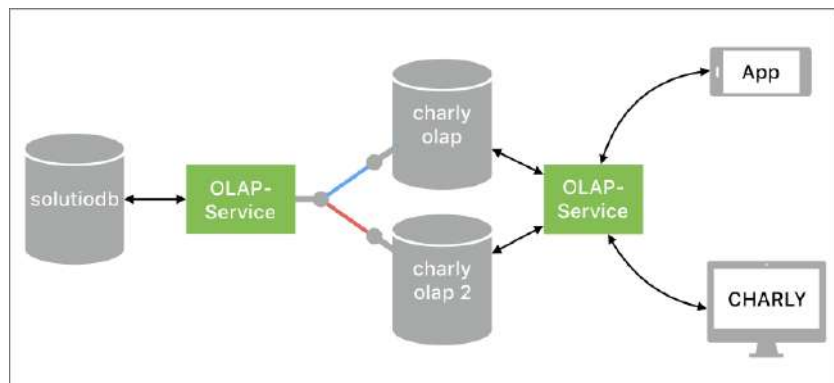 solutiodb
OLAP-
Service
charly
olap
charly
olap 2
OLAP-
Service
App
CHARLY